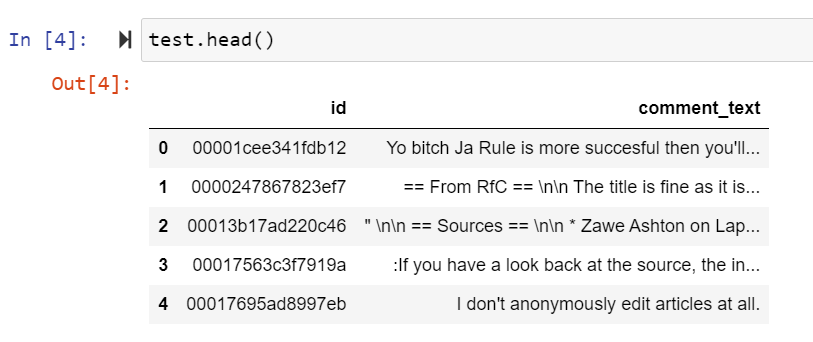 In [4]: test.head()
Out[4]:
id comment_text
0 00001cee341fdb12 Yo bitch Ja Rule is more succesful then you'll...
1 0000247867823ef7 == From RfC == \n\n The title is fine as it is...
2 00013b17ad220c46 " \n\n == Sources == \n\n * Zawe Ashton on Lap...
3 00017563c3f7919a :If you have a look back at the source, the in...
4 00017695ad8997eb I don't anonymously edit articles at all.